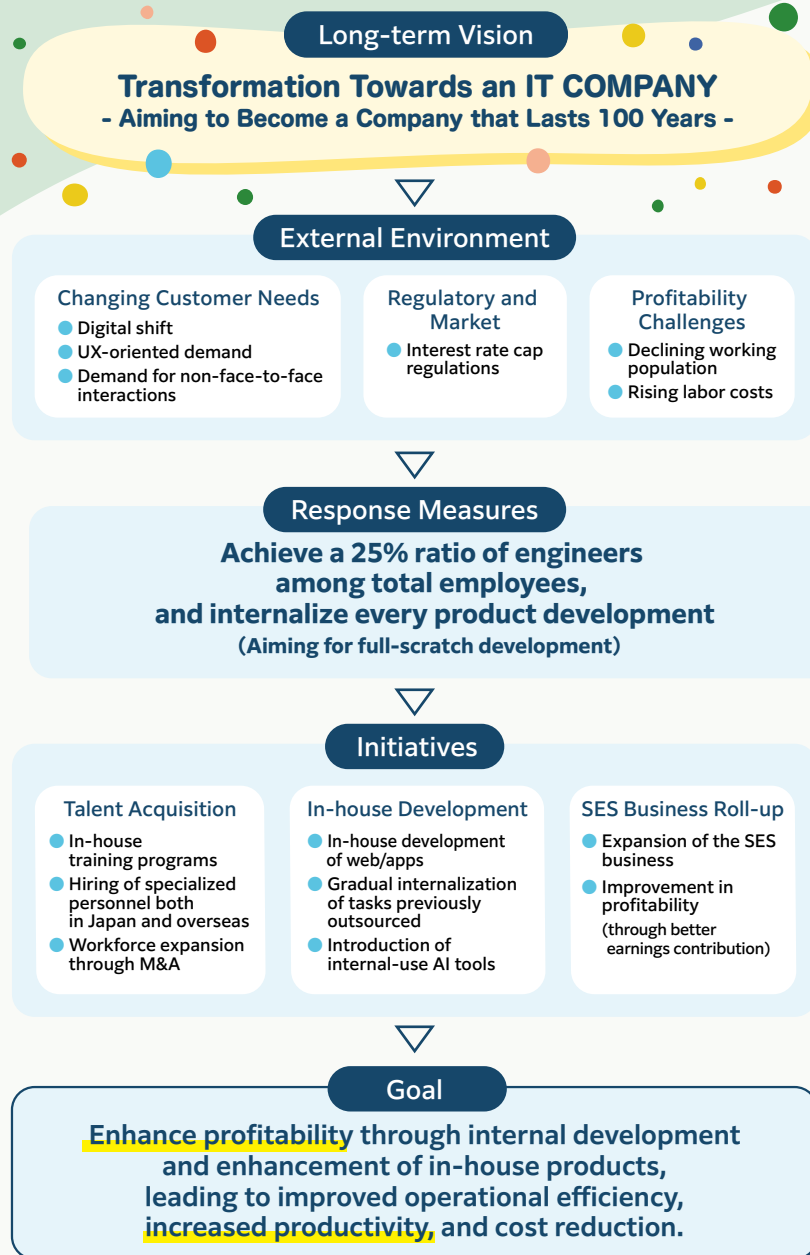 Long-term Vision
Transformation Towards an IT COMPANY
- Aiming to Become a Company that Lasts 100 Years -
External Environment
Changing Customer Needs
Digital shift
UX-oriented demand
Demand for non-face-to-face
interactions
Regulatory and
Market
Interest rate cap
regulations
Profitability
Challenges
Declining working
population
Rising labor costs
Response Measures
Achieve a 25% ratio of engineers
among total employees,
and internalize every product development
(Aiming for full-scratch development)
Initiatives
Talent Acquisition
In-house
training programs
Hiring of specialized
personnel both
in Japan and overseas
Workforce expansion
through M&A
In-house Development
In-house development
of web/apps
Gradual internalization
of tasks previously
outsourced
Introduction of
internal-use AI tools
SES Business Roll-up
Expansion of the SES
business
Improvement in
profitability
(through better
earnings contribution)
Goal
Enhance profitability through internal development
and enhancement of in-house products,
leading to improved operational efficiency,
increased productivity, and cost reduction.